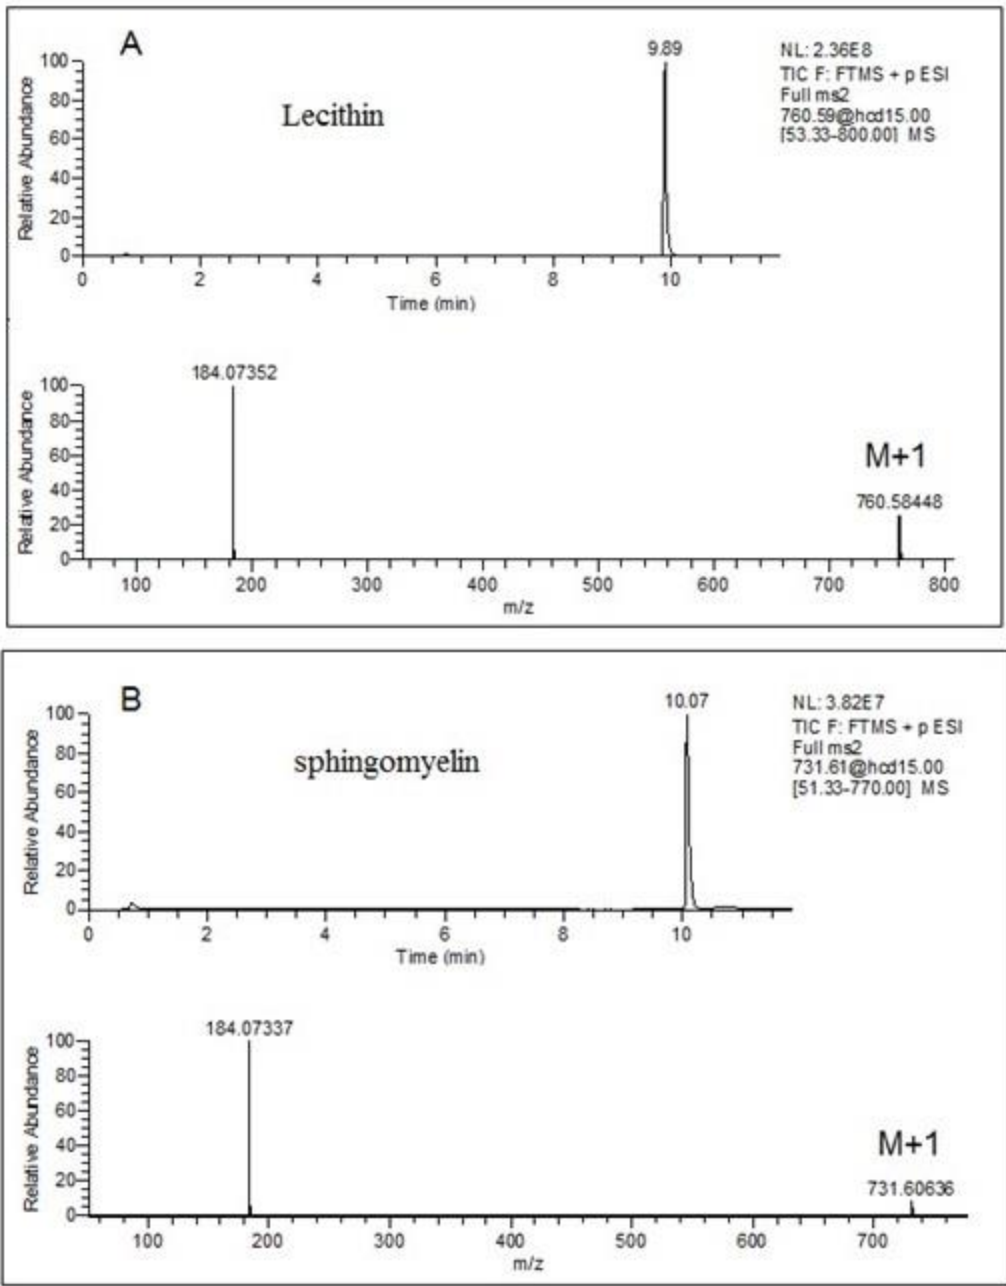 A
Lecithin
9.89
NL: 2.36E8
TIC F: FTMS + p ESI
Full ms2
760.59@hcd15.00
[53.33-800.00] MS
Relative Abundance
100
80
60
40
20
0
0 2 4 6 8 10
Time (min)
184.07352
M+1
760.58448
Relative Abundance
100
80
60
40
20
0
100 200 300 400 500 600 700 800
m/z
B
sphingomyelin
10.07
NL: 3.82E7
TIC F: FTMS + p ESI
Full ms2
731.61@hcd15.00
[51.33-770.00] MS
Relative Abundance
100
80
60
40
20
0
0 2 4 6 8 10
Time (min)
184.07337
M+1
731.60636
Relative Abundance
100
80
60
40
20
0
100 200 300 400 500 600 700
m/z